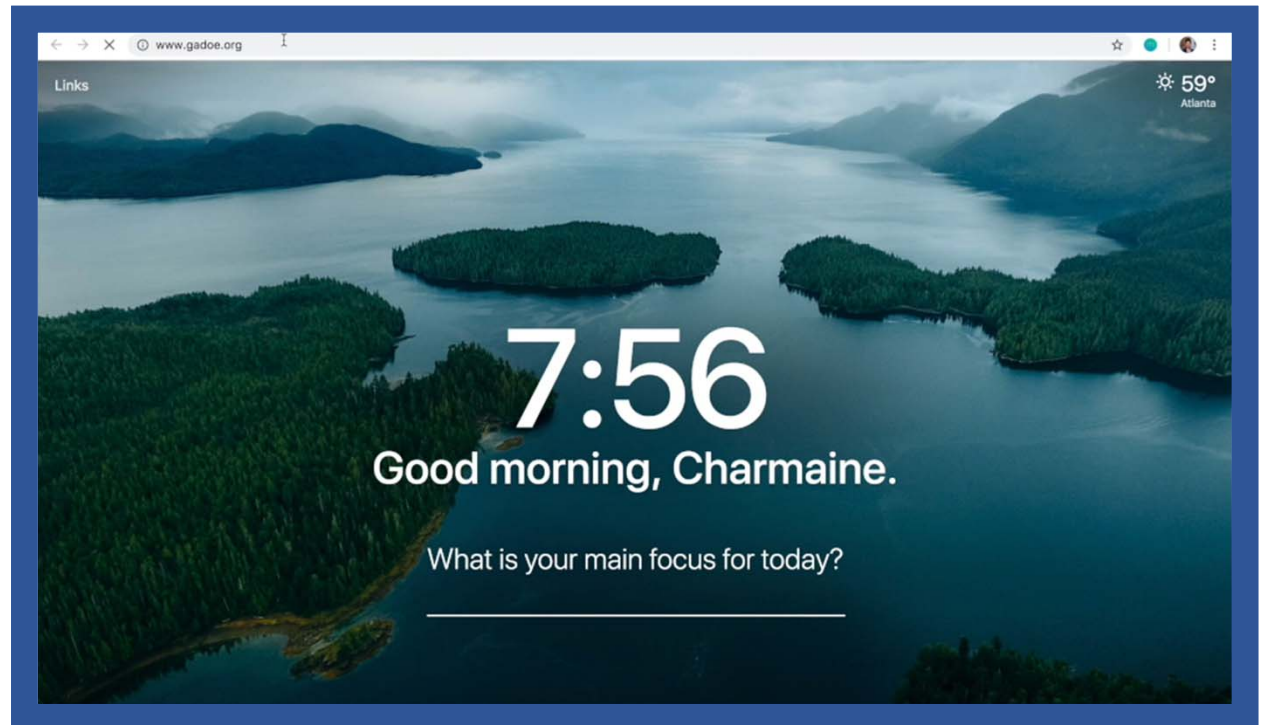 www.gadoe.org
Links
59°
Atlanta
7:56
Good morning, Charmaine.
What is your main focus for today?